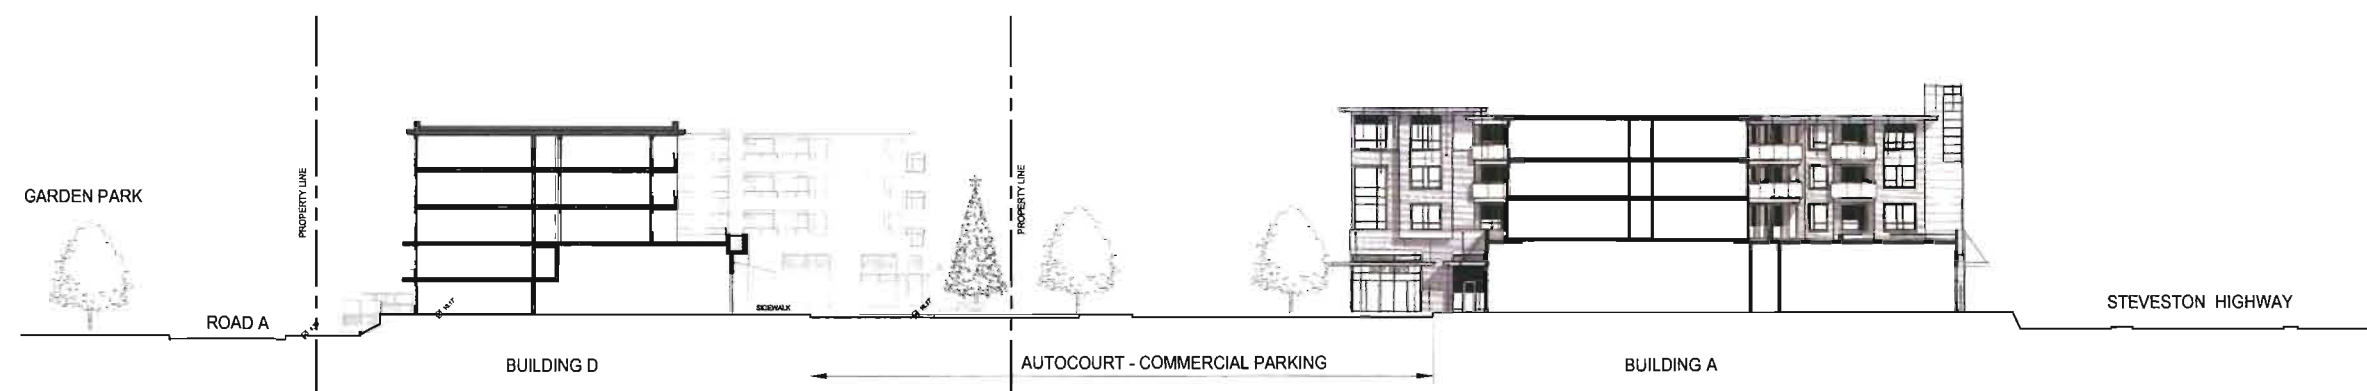 PROPERTY LINE
PROPERTY LINE
GARDEN PARK
SIDEWALK
ROAD A
STEVESTON HIGHWAY
BUILDING D
AUTOCOURT - COMMERCIAL PARKING
BUILDING A